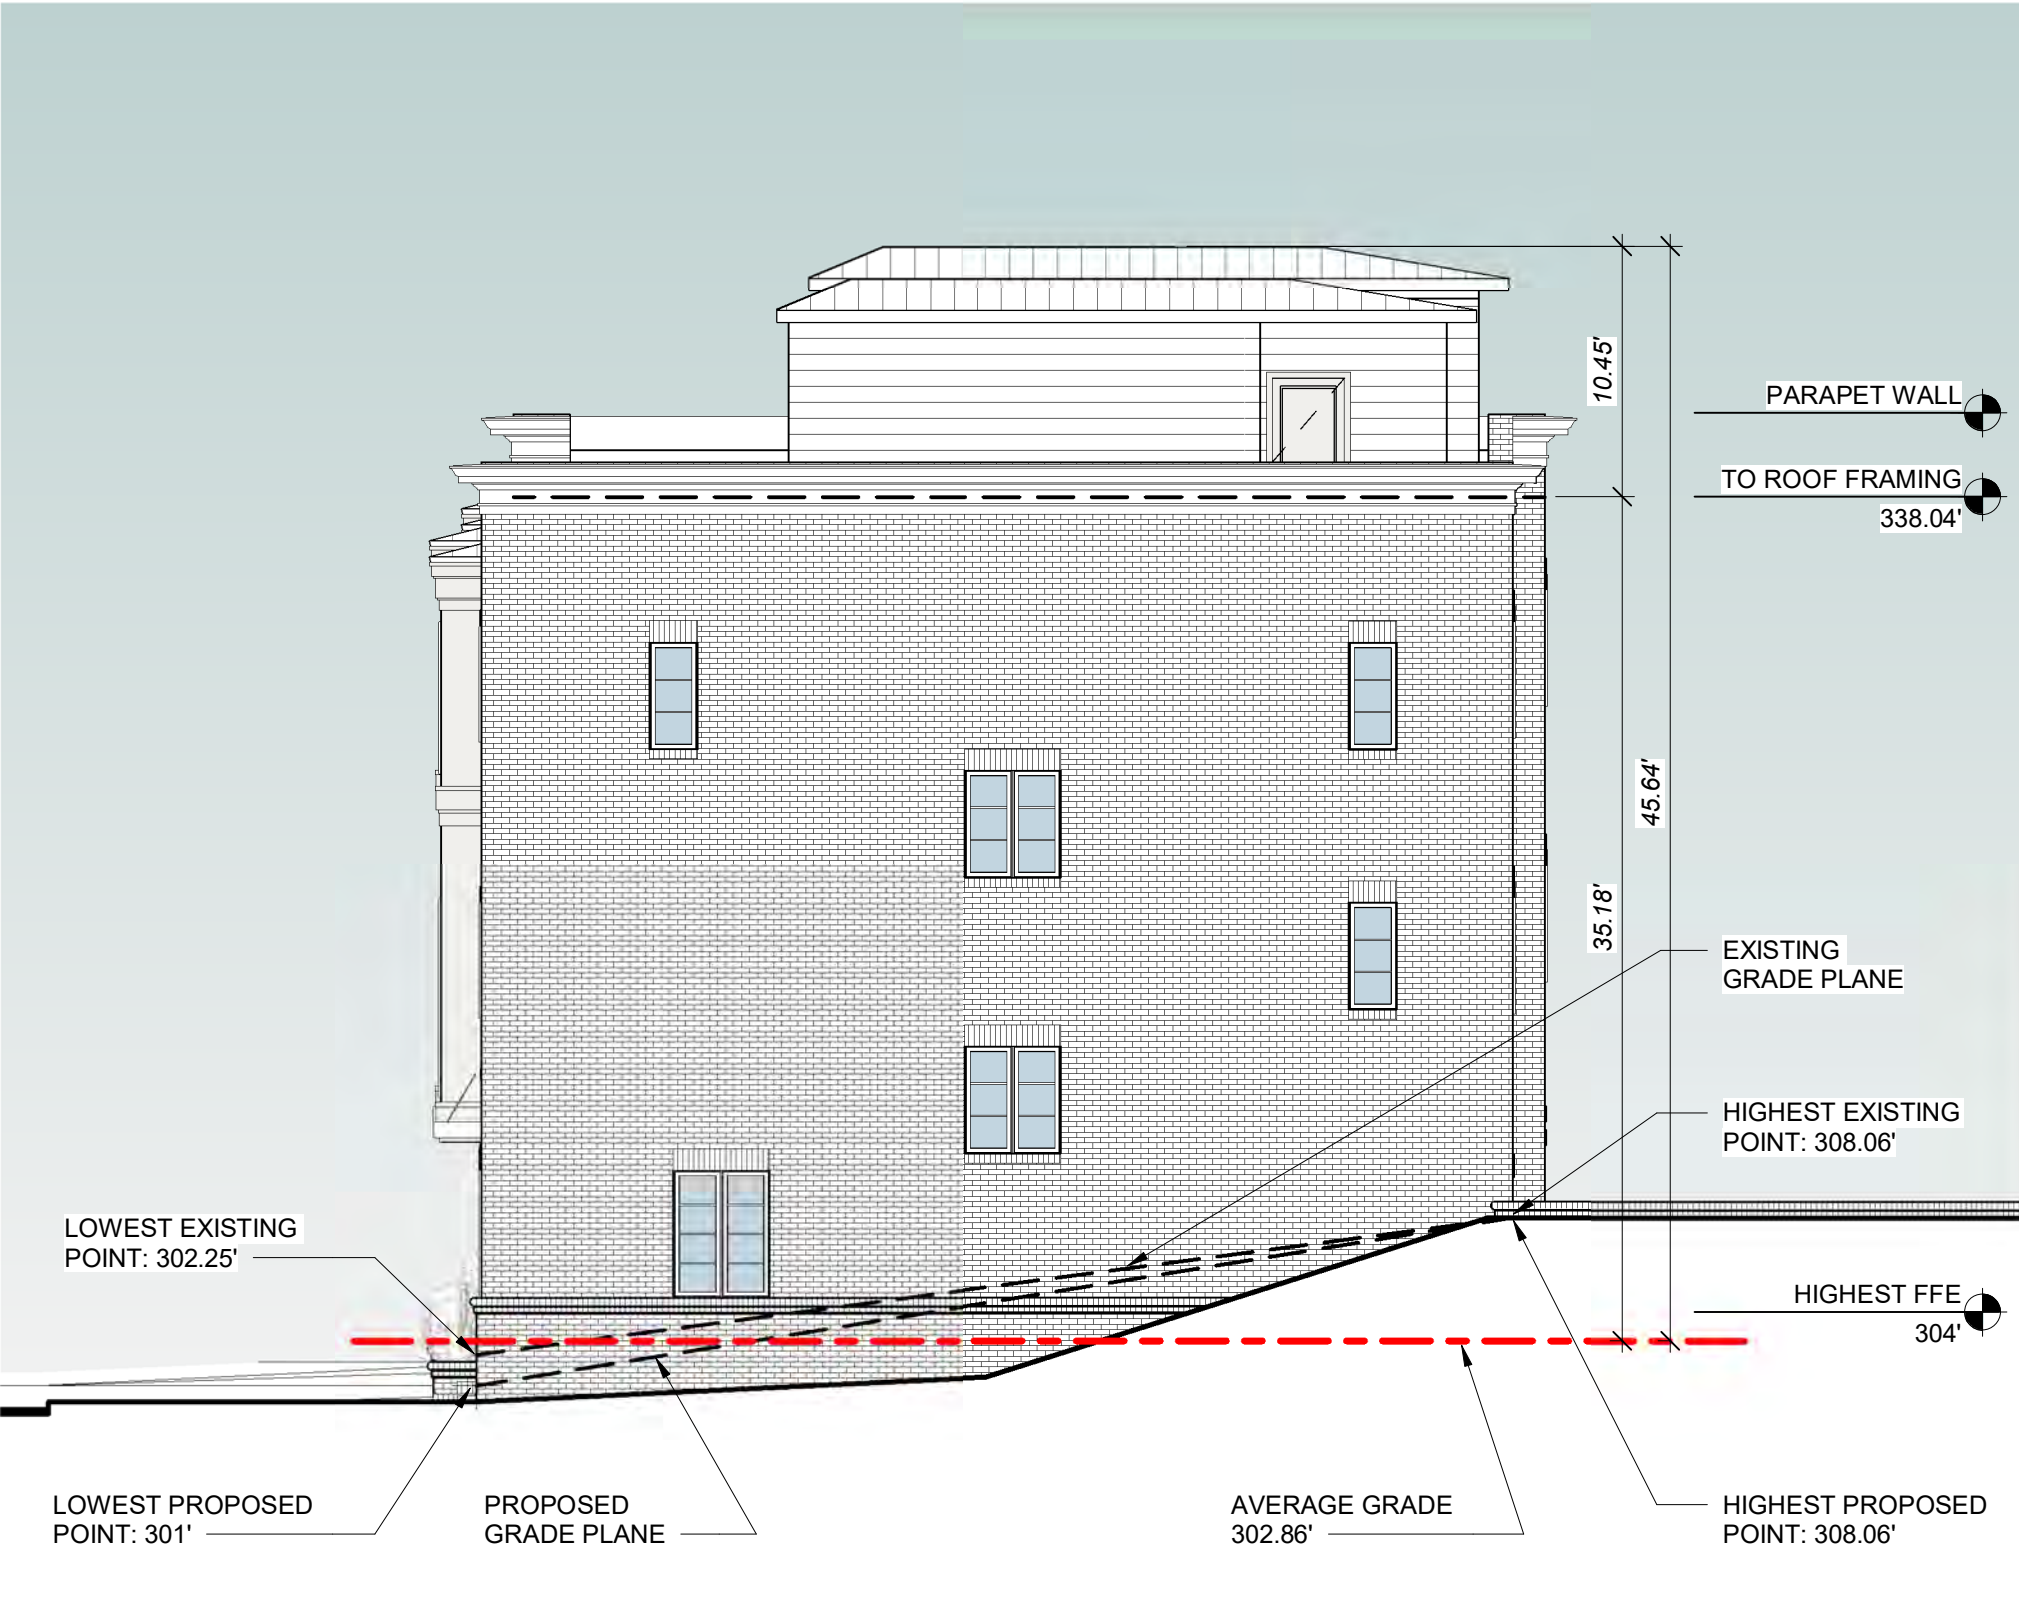 10.45'
PARAPET WALL
TO ROOF FRAMING
338.04'
45.64'
35.18'
EXISTING
GRADE PLANE
HIGHEST EXISTING
POINT: 308.06'
LOWEST EXISTING
POINT: 302.25'
HIGHEST FFE
304'
LOWEST PROPOSED
POINT: 301'
PROPOSED
GRADE PLANE
AVERAGE GRADE
302.86'
HIGHEST PROPOSED
POINT: 308.06'